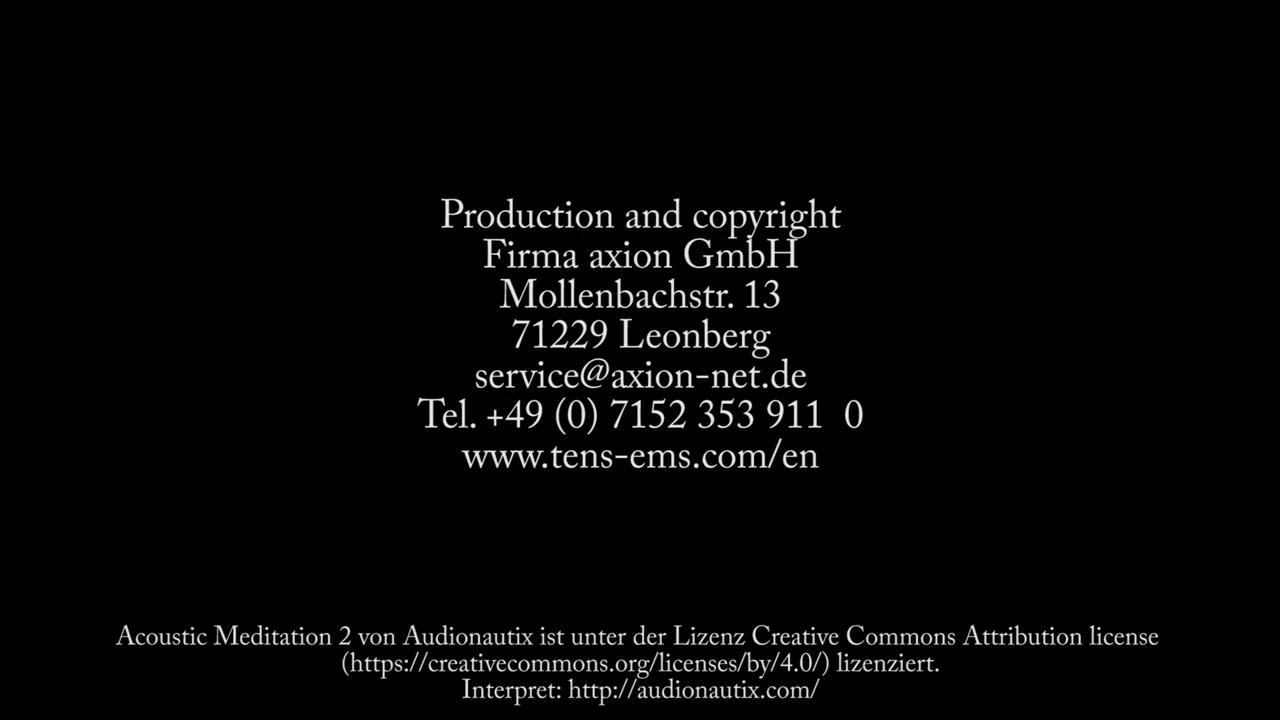 Production and copyright
Firma axion GmbH
Mollenbachstr. 13
71229 Leonberg
service@axion-net.de
Tel. +49 (0) 7152 353 911  0
www.tens-ems.com/en
Acoustic Meditation 2 von Audionautix ist unter der Lizenz Creative Commons Attribution license
(https://creativecommons.org/licenses/by/4.0/) lizenziert.
Interpret: http://audionautix.com/